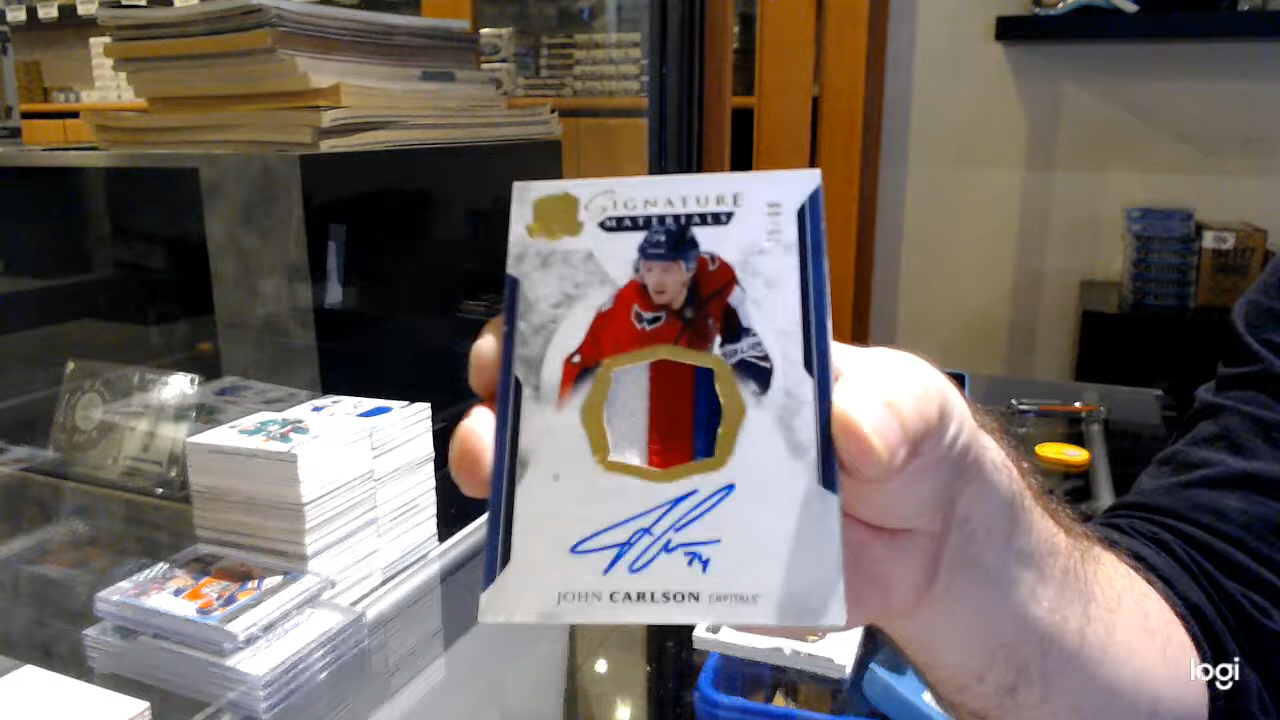 SIGNATURE
MATERIALS
74
JOHN CARLSON CAPITALS
logi